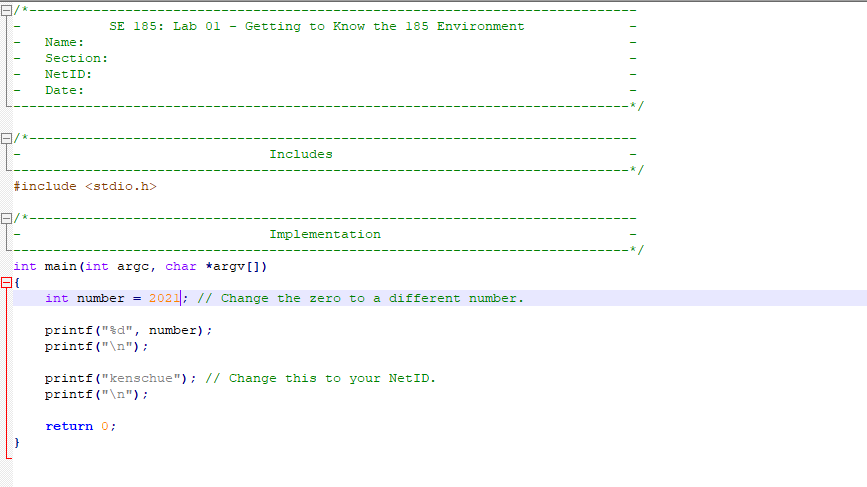 /*----------------------------------------------------------------------------
-           SE 185: Lab 01 - Getting to Know the 185 Environment             -
-   Name:                                                                    -
-   Section:                                                                 -
-   NetID:                                                                   -
-   Date:                                                                    -
-----------------------------------------------------------------------------*/
/*----------------------------------------------------------------------------
-                               Includes                                     -
-----------------------------------------------------------------------------*/
#include <stdio.h>
/*----------------------------------------------------------------------------
-                               Implementation                               -
-----------------------------------------------------------------------------*/
int main(int argc, char *argv[])
{
    int number = 2021; // Change the zero to a different number.
    printf("%d", number);
    printf("\n");
    printf("kenschue"); // Change this to your NetID.
    printf("\n");
    return 0;
}